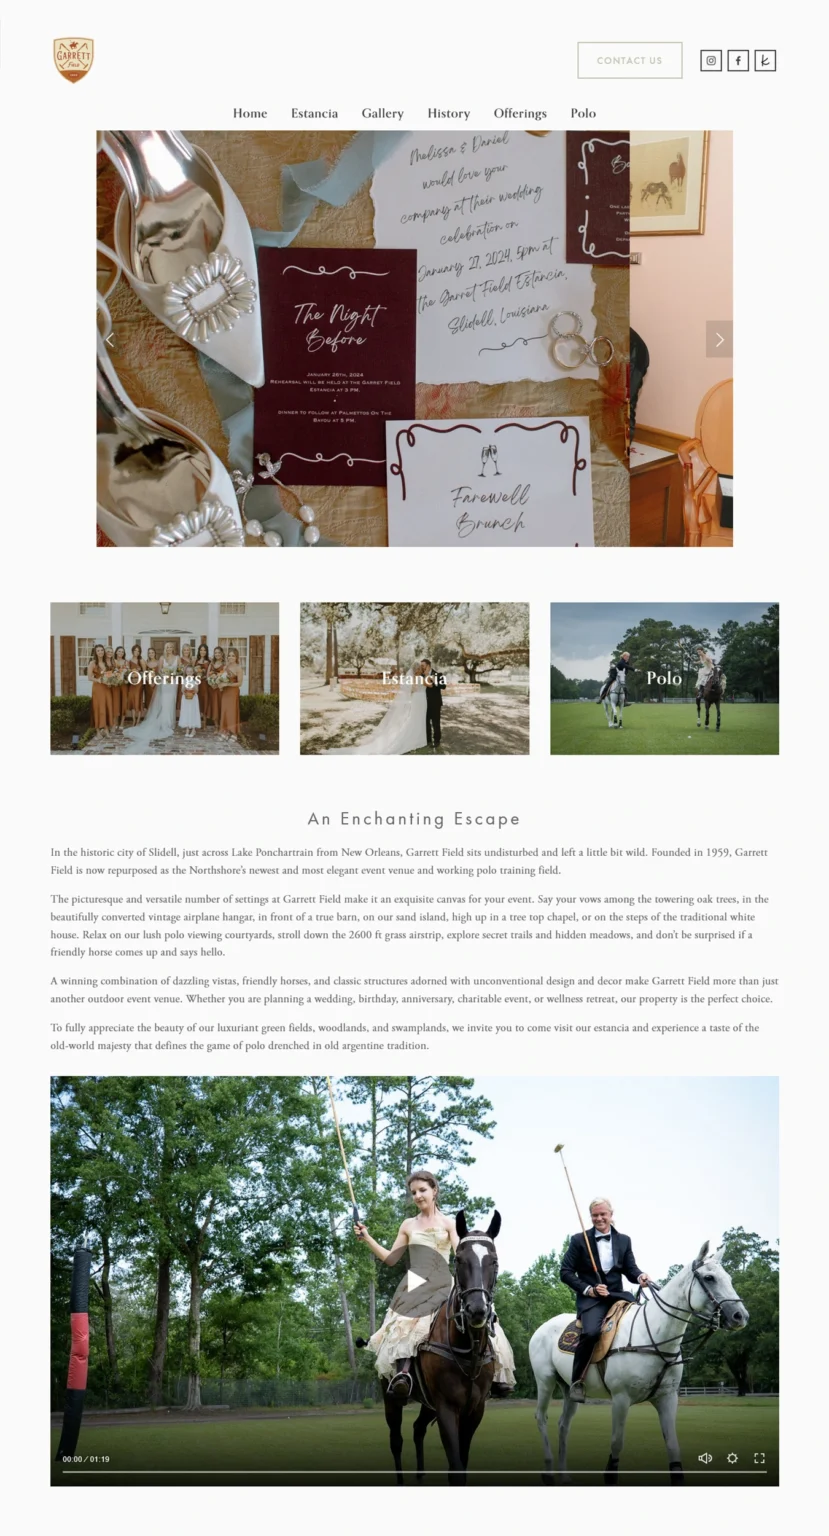 GARRETT
Field
CONTACT US
Home Estancia Gallery History Offerings Polo
Melissa & Daniel
would love your
company at their wedding
celebration on
January 27, 2024, 5pm at
the Garret Field Estancia,
Slidell, Louisiana
The Night
Before
JANUARY 26TH, 2024
REHEARSAL WILL BE HELD AT THE GARRET FIELD
ESTANCIA AT 3 PM.
DINNER TO FOLLOW AT PALMETTOS ON THE
BAYOU AT 5 PM.
Farewell
Brunch
Offerings
Estancia
Polo
An Enchanting Escape
In the historic city of Slidell, just across Lake Ponchartrain from New Orleans, Garrett Field sits undisturbed and left a little bit wild. Founded in 1959, Garrett
Field is now repurposed as the Northshore’s newest and most elegant event venue and working polo training field.
The picturesque and versatile number of settings at Garrett Field make it an exquisite canvas for your event. Say your vows among the towering oak trees, in the
beautifully converted vintage airplane hangar, in front of a true barn, on our sand island, high up in a tree top chapel, or on the steps of the traditional white
house. Relax on our lush polo viewing courtyards, stroll down the 2600 ft grass airstrip, explore secret trails and hidden meadows, and don’t be surprised if a
friendly horse comes up and says hello.
A winning combination of dazzling vistas, friendly horses, and classic structures adorned with unconventional design and decor make Garrett Field more than just
another outdoor event venue. Whether you are planning a wedding, birthday, anniversary, charitable event, or wellness retreat, our property is the perfect choice.
To fully appreciate the beauty of our luxuriant green fields, woodlands, and swamplands, we invite you to come visit our estancia and experience a taste of the
old-world majesty that defines the game of polo drenched in old argentine tradition.
00:00 / 01:19